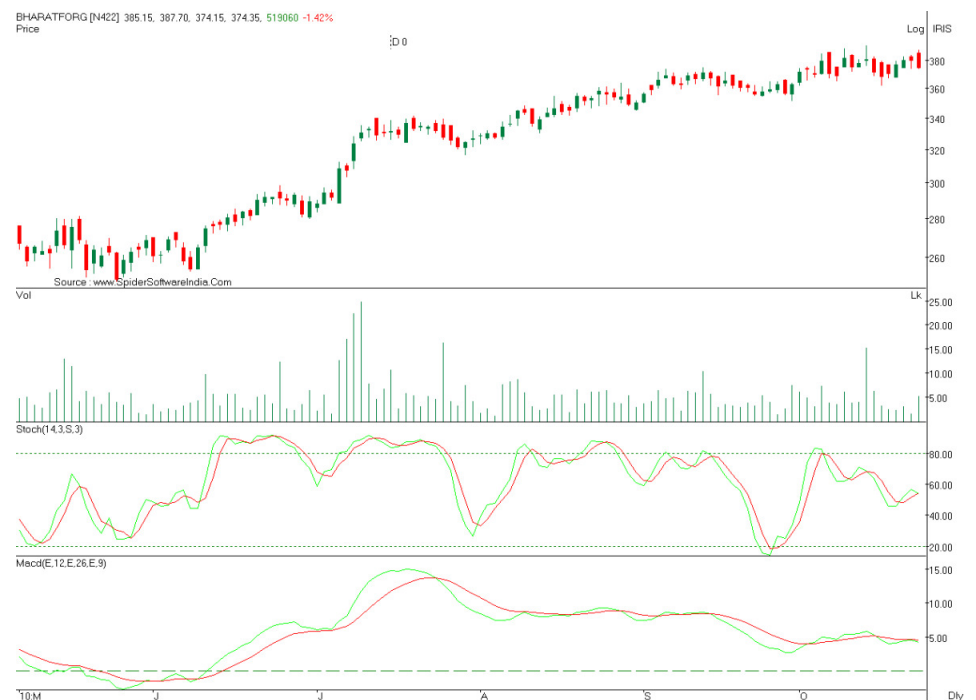 BHARATFORG [N422] 385.15, 387.70, 374.15, 374.35, 519060 -1.42%
Price
D 0
Log IRIS
380
360
340
320
300
280
260
Source : www.SpiderSoftwareIndia.Com
Vol Lk
25.00
20.00
15.00
10.00
5.00
Stoch(14,3,S,3)
80.00
60.00
40.00
20.00
Macd(E,12,E,26,E,9)
15.00
10.00
5.00
'10:M J J A S O Dly